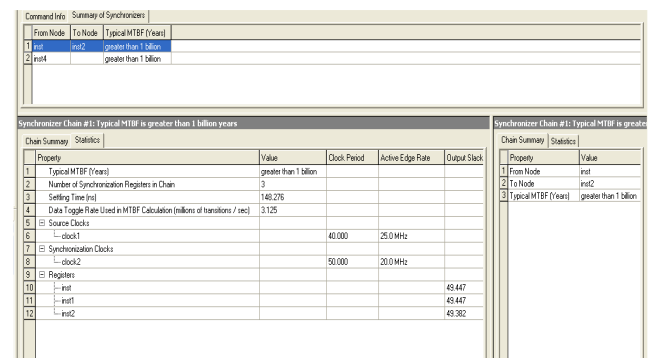 Command Info Summary of Synchronizers
From Node To Node Typical MTBF (Years)
1 inst inst2 greater than 1 billion
2 inst4 greater than 1 billion
Synchronizer Chain #1: Typical MTBF is greater than 1 billion years
Chain Summary Statistics
Property Value Clock Period Active Edge Rate Output Slack
1 Typical MTBF (Years) greater than 1 billion
2 Number of Synchronization Registers in Chain 3
3 Settling Time (ns) 148.276
4 Data Toggle Rate Used in MTBF Calculation (millions of transitions / sec) 3.125
5 Source Clocks
6 clock1 40.000 25.0 MHz
7 Synchronization Clocks
8 clock2 50.000 20.0 MHz
9 Registers
10 inst 49.447
11 inst1 49.447
12 inst2 49.382
Synchronizer Chain #1: Typical MTBF is greate
Chain Summary Statistics
Property Value
1 From Node inst
2 To Node inst2
3 Typical MTBF (Years) greater than 1 billion